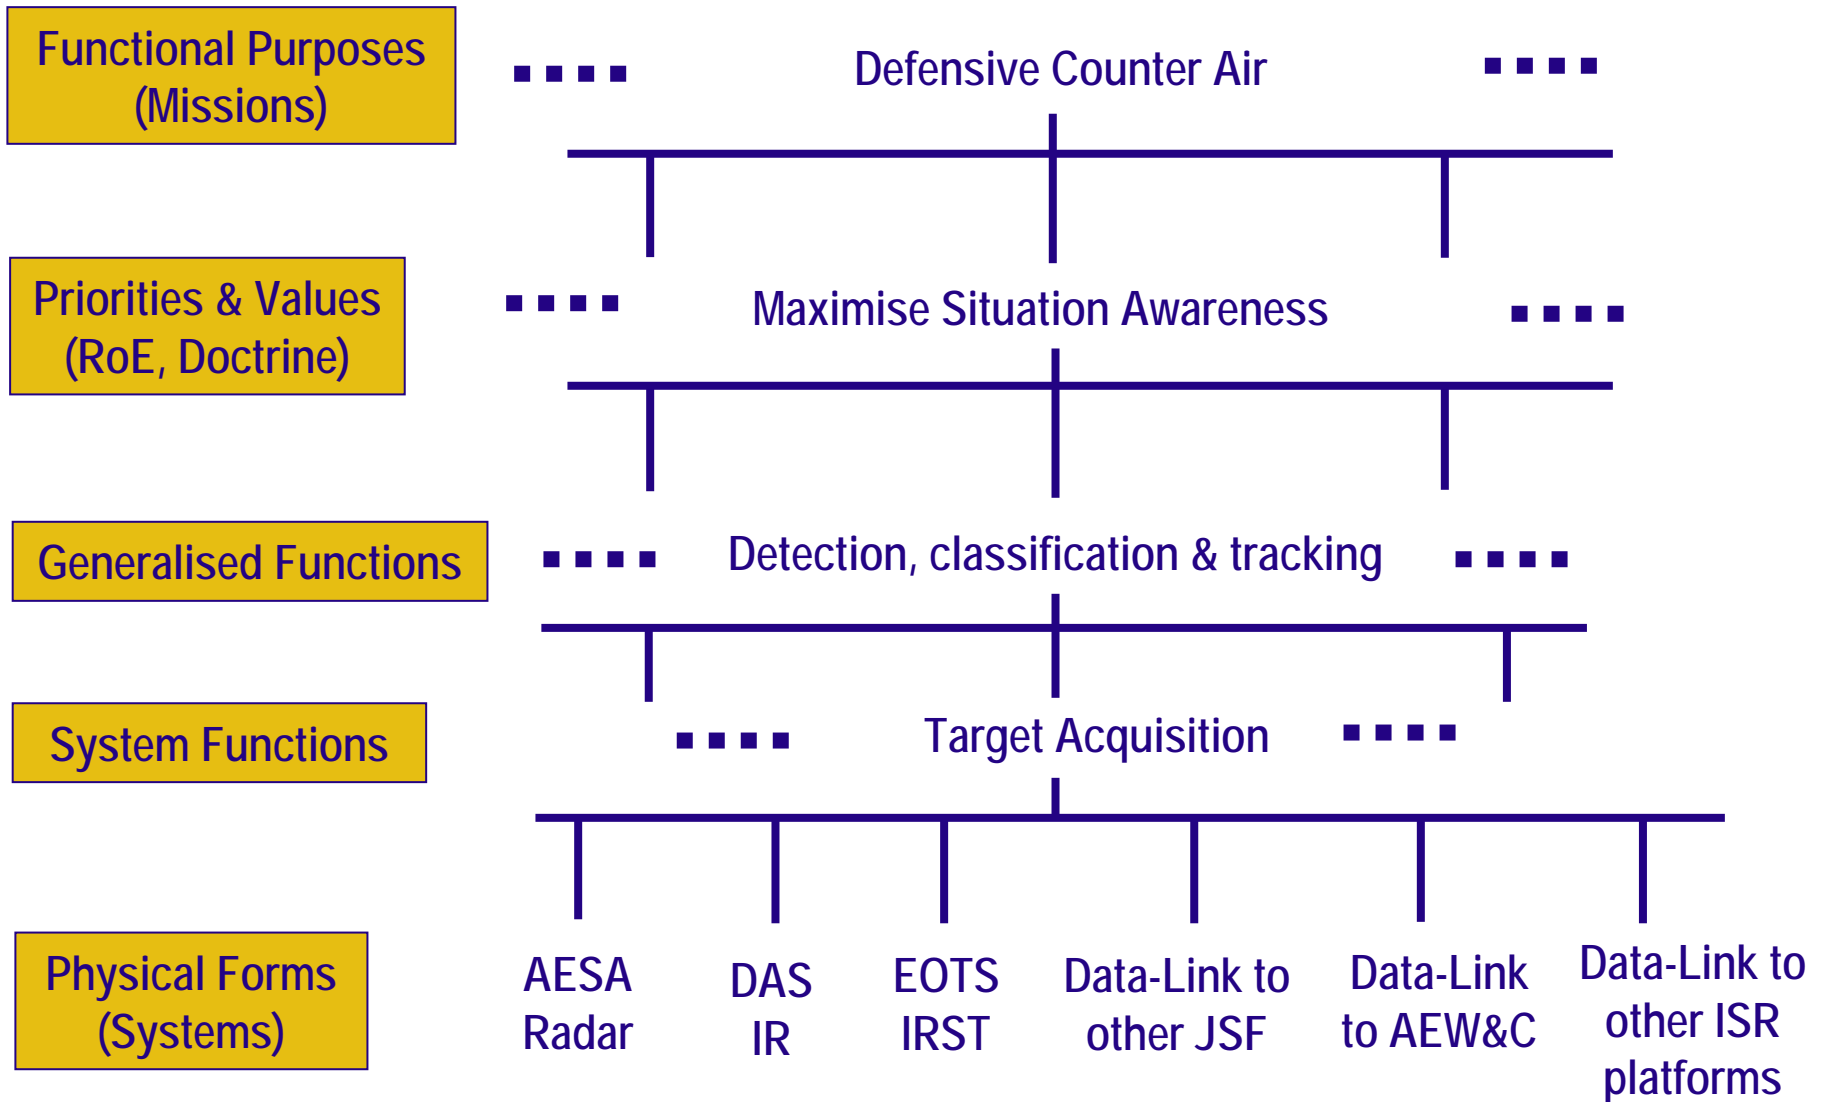 Functional Purposes
(Missions)
Defensive Counter Air
Priorities & Values
(RoE, Doctrine)
Maximise Situation Awareness
Generalised Functions
Detection, classification & tracking
System Functions
Target Acquisition
Physical Forms
(Systems)
AESA
Radar
DAS
IR
EOTS
IRST
Data-Link to
other JSF
Data-Link
to AEW&C
Data-Link to
other ISR
platforms